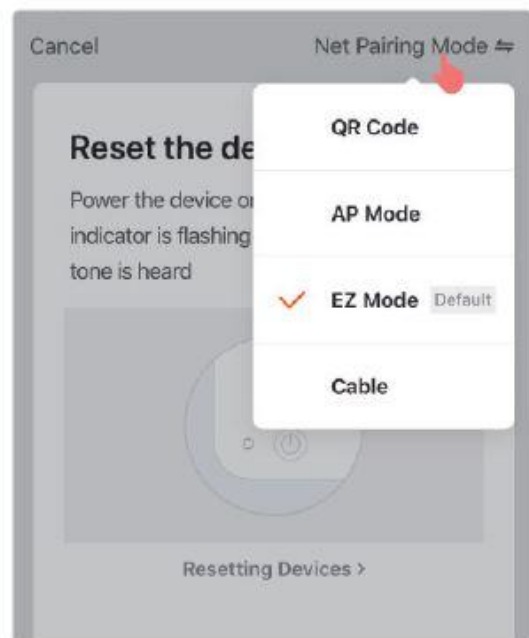 Cancel
Net Pairing Mode ⇋
QR Code
Reset the de
Power the device or
indicator is flashing
tone is heard
AP Mode
EZ Mode Default
Cable
Resetting Devices >